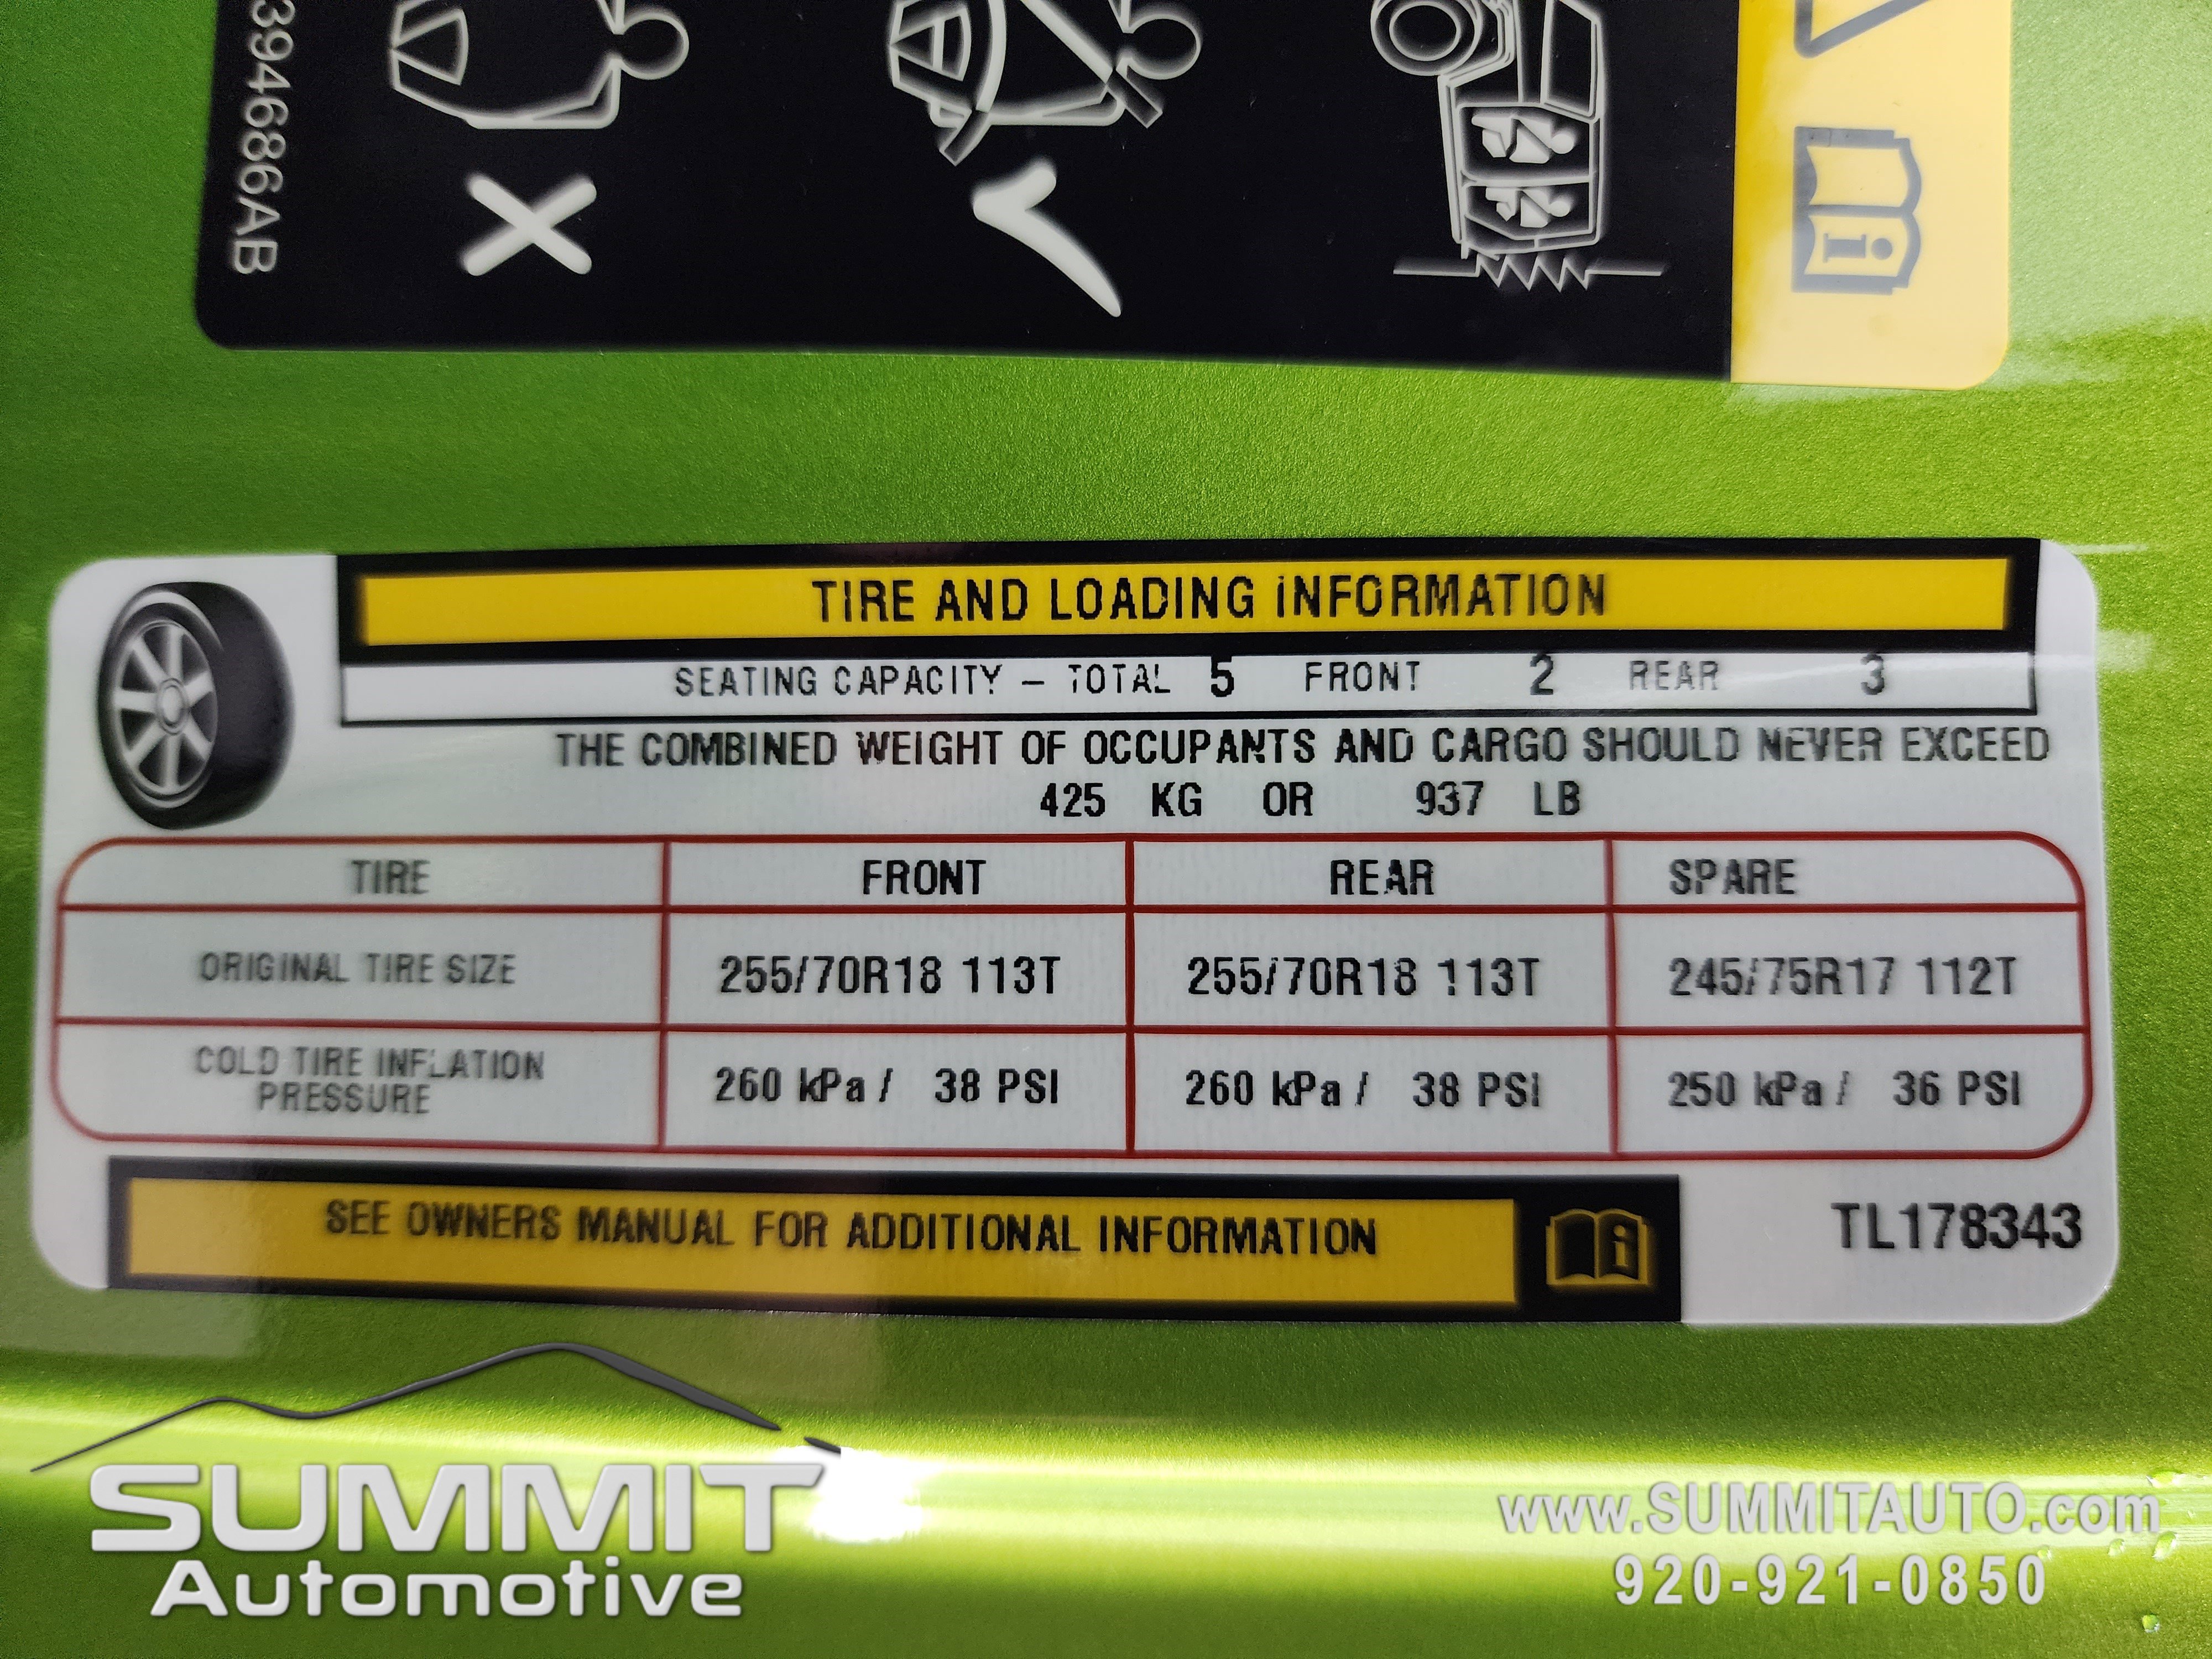 394686AB
i
TIRE AND LOADING INFORMATION
SEATING CAPACITY – TOTAL 5 FRONT 2 REAR 3
THE COMBINED WEIGHT OF OCCUPANTS AND CARGO SHOULD NEVER EXCEED
425 KG OR 937 LB
TIRE FRONT REAR SPARE
ORIGINAL TIRE SIZE 255/70R18 113T 255/70R18 113T 245/75R17 112T
COLD TIRE INFLATION
PRESSURE 260 kPa / 38 PSI 260 kPa / 38 PSI 250 kPa / 36 PSI
SEE OWNERS MANUAL FOR ADDITIONAL INFORMATION i
TL178343
SUMMIT
Automotive
www.SUMMITAUTO.com
920-921-0850